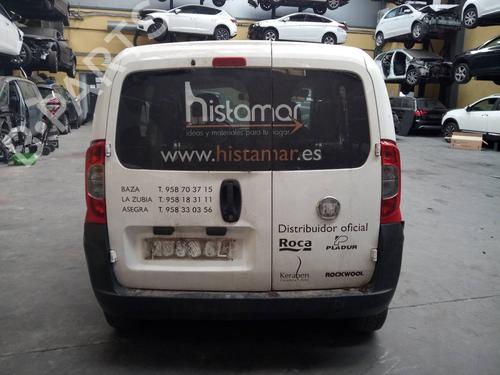 histamar
ideas y materiales para tu hogar
www.histamar.es
BAZA T. 958 70 37 15
LA ZUBIA T. 958 18 31 11
ASEGRA T. 958 33 03 56
Distribuidor oficial
Roca
PLADUR
Keraben
ROCKWOOL